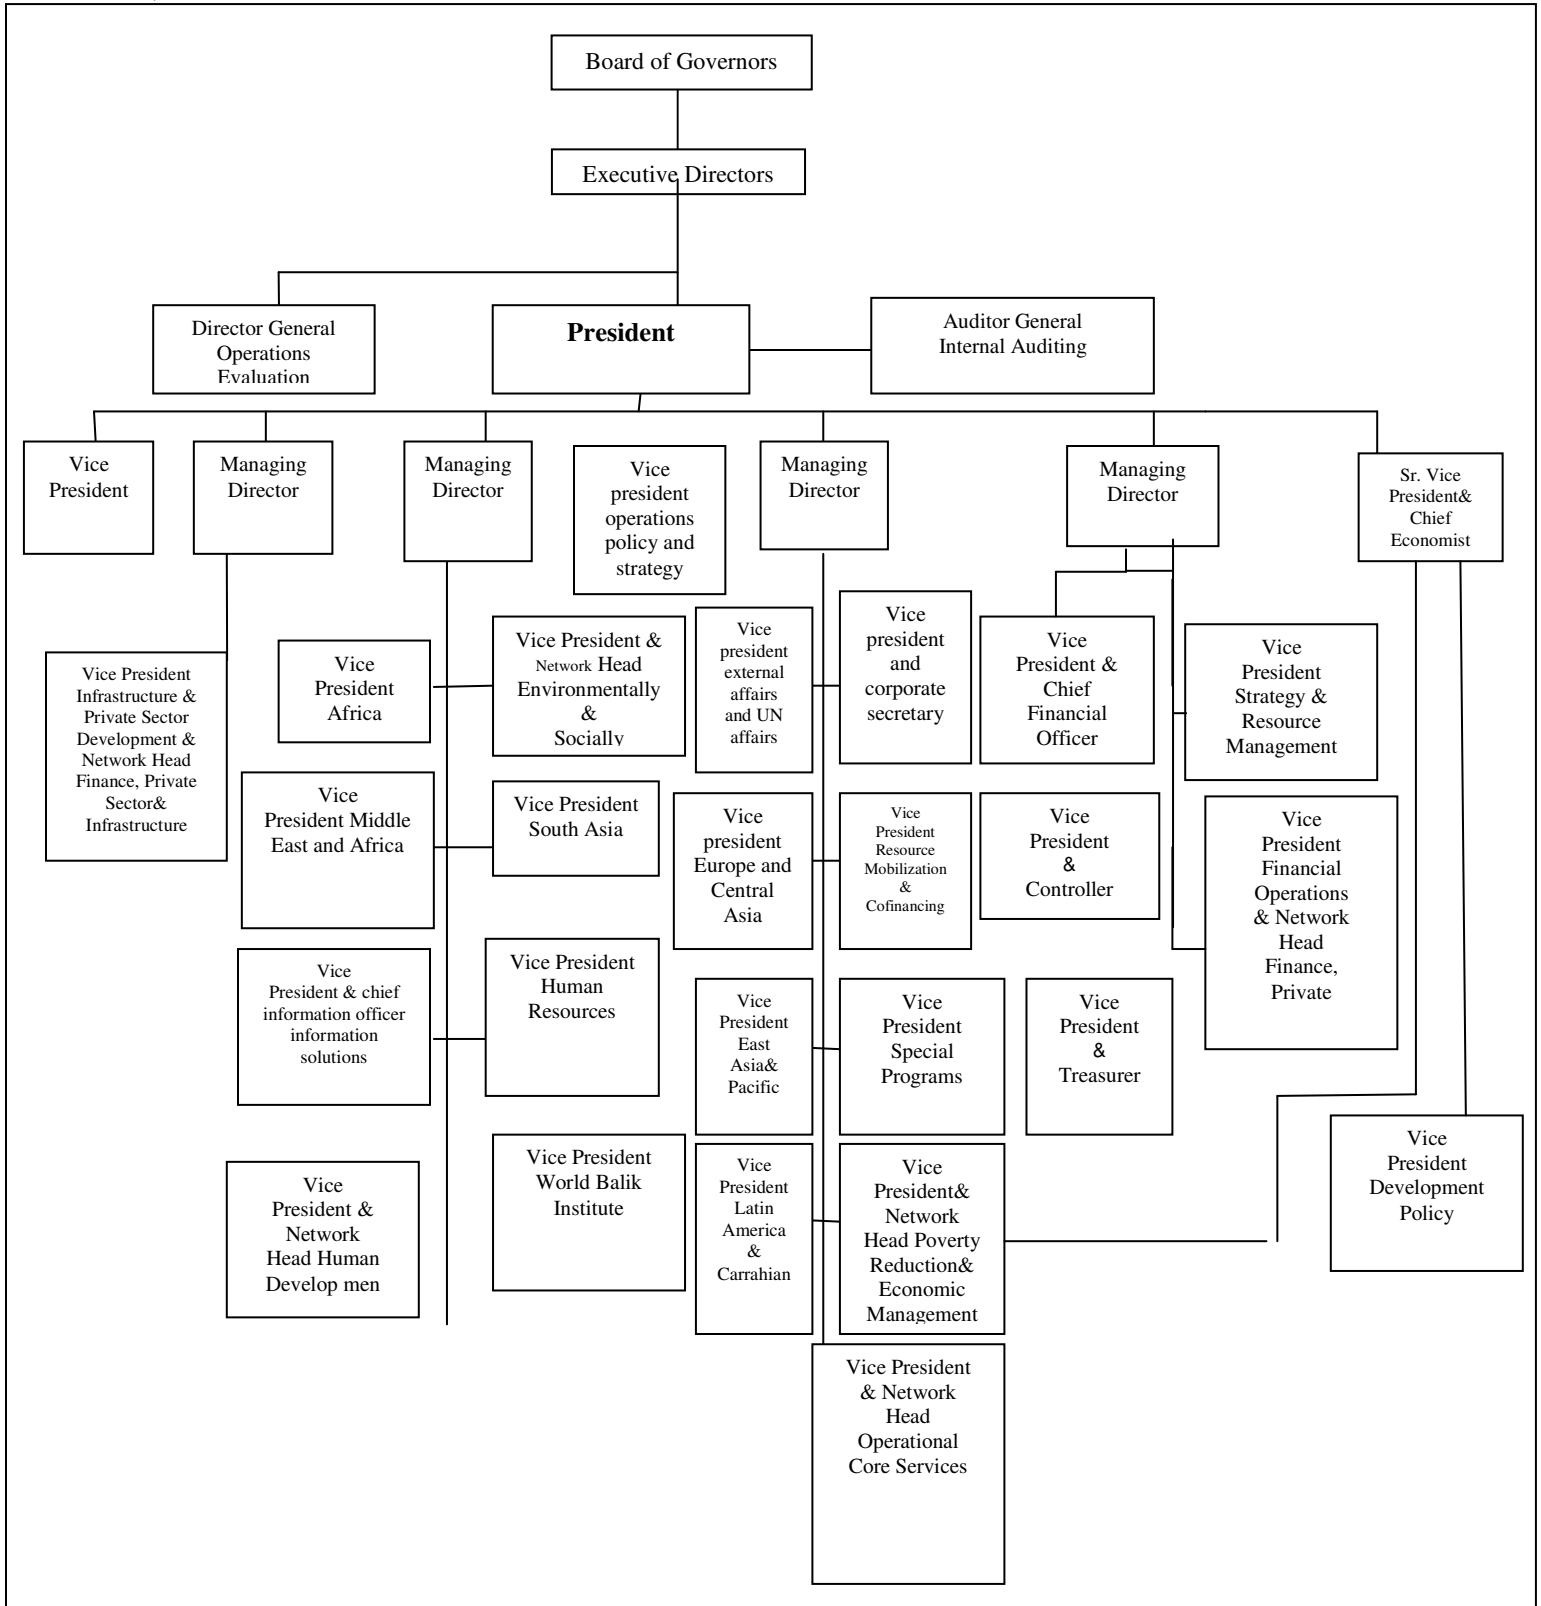 Board of Governors
Executive Directors
Director General
Operations
Evaluation
President
Auditor General
Internal Auditing
Vice
President
Managing
Director
Managing
Director
Vice
president
operations
policy and
strategy
Managing
Director
Managing
Director
Sr. Vice
President&
Chief
Economist
Vice President
Infrastructure &
Private Sector
Development &
Network Head
Finance, Private
Sector&
Infrastructure
Vice
President
Africa
Vice President &
Network Head
Environmentally
&
Socially
Vice
president
external
affairs
and UN
affairs
Vice
president
and
corporate
secretary
Vice
President &
Chief
Financial
Officer
Vice
President
Strategy &
Resource
Management
Vice
President Middle
East and Africa
Vice President
South Asia
Vice
president
Europe and
Central
Asia
Vice
President
Resource
Mobilization
&
Cofinancing
Vice
President
&
Controller
Vice
President
Financial
Operations
& Network
Head
Finance,
Private
Vice
President & chief
information officer
information
solutions
Vice President
Human
Resources
Vice
President
East
Asia&
Pacific
Vice
President
Special
Programs
Vice
President
&
Treasurer
Vice
President &
Network
Head Human
Develop men
Vice President
World Balik
Institute
Vice
President
Latin
America
&
Carrahian
Vice
President&
Network
Head Poverty
Reduction&
Economic
Management
Vice
President
Development
Policy
Vice President
& Network
Head
Operational
Core Services